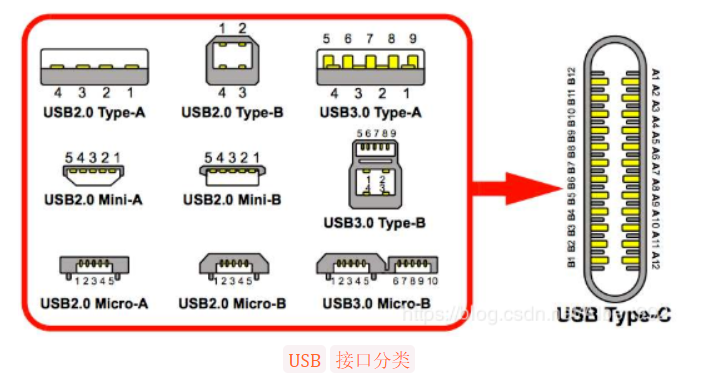 1 2
5 6 7 8 9
4 3 2 1
4 3
4 3 2 1
USB2.0 Type-A
USB2.0 Type-B
USB3.0 Type-A
5 4 3 2 1
5 4 3 2 1
5 6 7 8 9
1 2
4 3
USB2.0 Mini-A
USB2.0 Mini-B
USB3.0 Type-B
1 2 3 4 5
1 2 3 4 5
1 2 3 4 5
6 7 8 9 10
USB2.0 Micro-A
USB2.0 Micro-B
USB3.0 Micro-B
B1 B2 B3 B4 B5 B6 B7 B8 B9 B10 B11 B12
A1 A2 A3 A4 A5 A6 A7 A8 A9 A10 A11 A12
USB Type-C
USB 接口分类